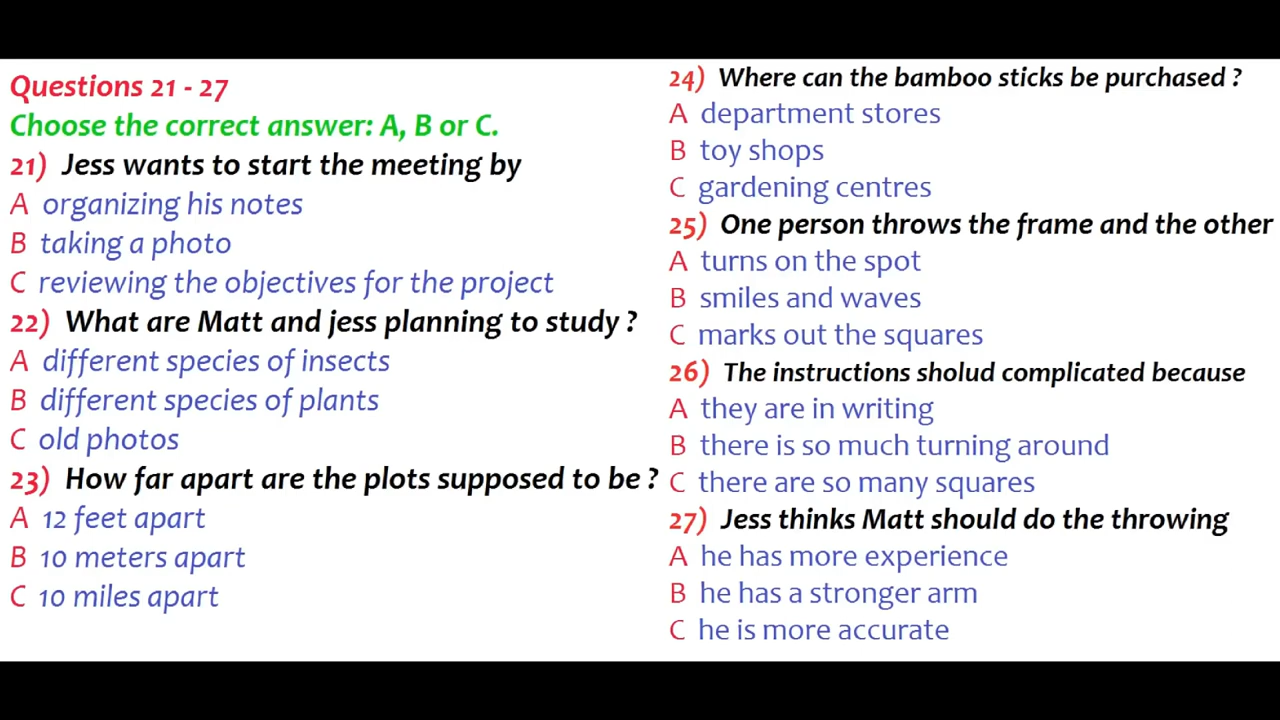 Questions 21 - 27
Choose the correct answer: A, B or C.
21) Jess wants to start the meeting by
A organizing his notes
B taking a photo
C reviewing the objectives for the project
22) What are Matt and jess planning to study ?
A different species of insects
B different species of plants
C old photos
23) How far apart are the plots supposed to be ?
A 12 feet apart
B 10 meters apart
C 10 miles apart
24) Where can the bamboo sticks be purchased ?
A department stores
B toy shops
C gardening centres
25) One person throws the frame and the other
A turns on the spot
B smiles and waves
C marks out the squares
26) The instructions sholud complicated because
A they are in writing
B there is so much turning around
C there are so many squares
27) Jess thinks Matt should do the throwing
A he has more experience
B he has a stronger arm
C he is more accurate